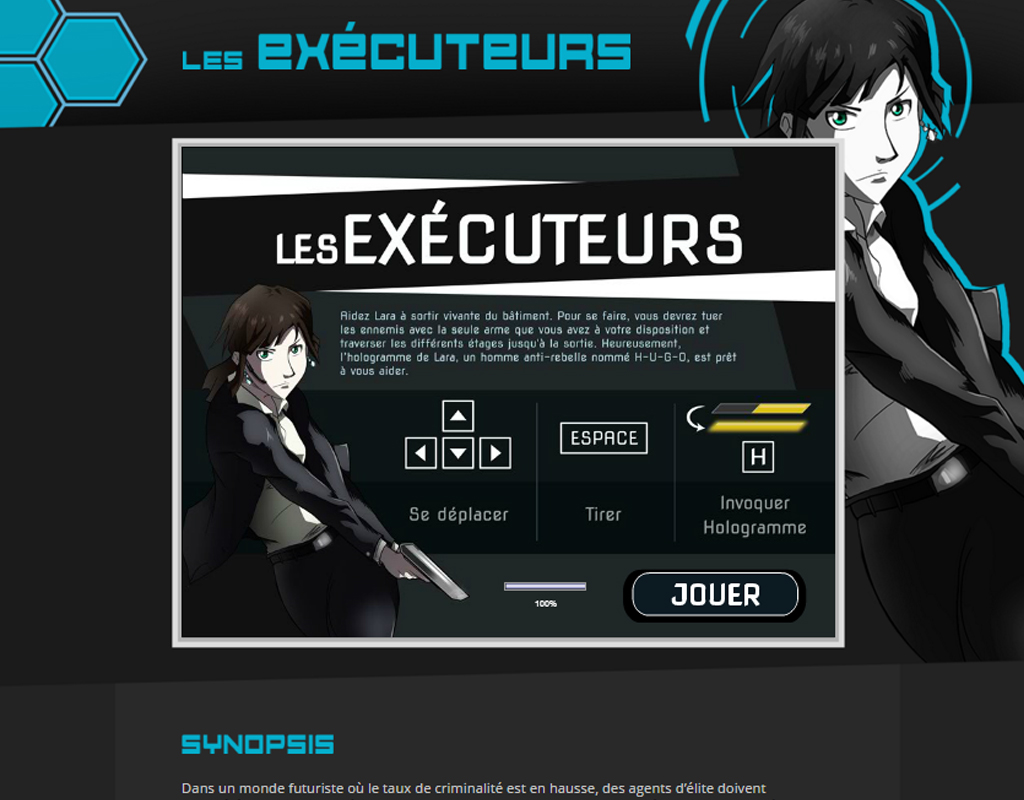 LES EXÉCUTEURS
LES EXÉCUTEURS
Aidez Lara à sortir vivante du bâtiment. Pour se faire, vous devrez tuer
les ennemis avec la seule arme que vous avez à votre disposition et
traverser les différents étages jusqu'à la sortie. Heureusement,
l'hologramme de Lara, un homme anti-rebelle nommé H-U-G-O, est prêt
à vous aider.
ESPACE
H
Se déplacer
Tirer
Invoquer
Hologramme
100%
JOUER
SYNOPSIS
Dans un monde futuriste où le taux de criminalité est en hausse, des agents d'élite doivent